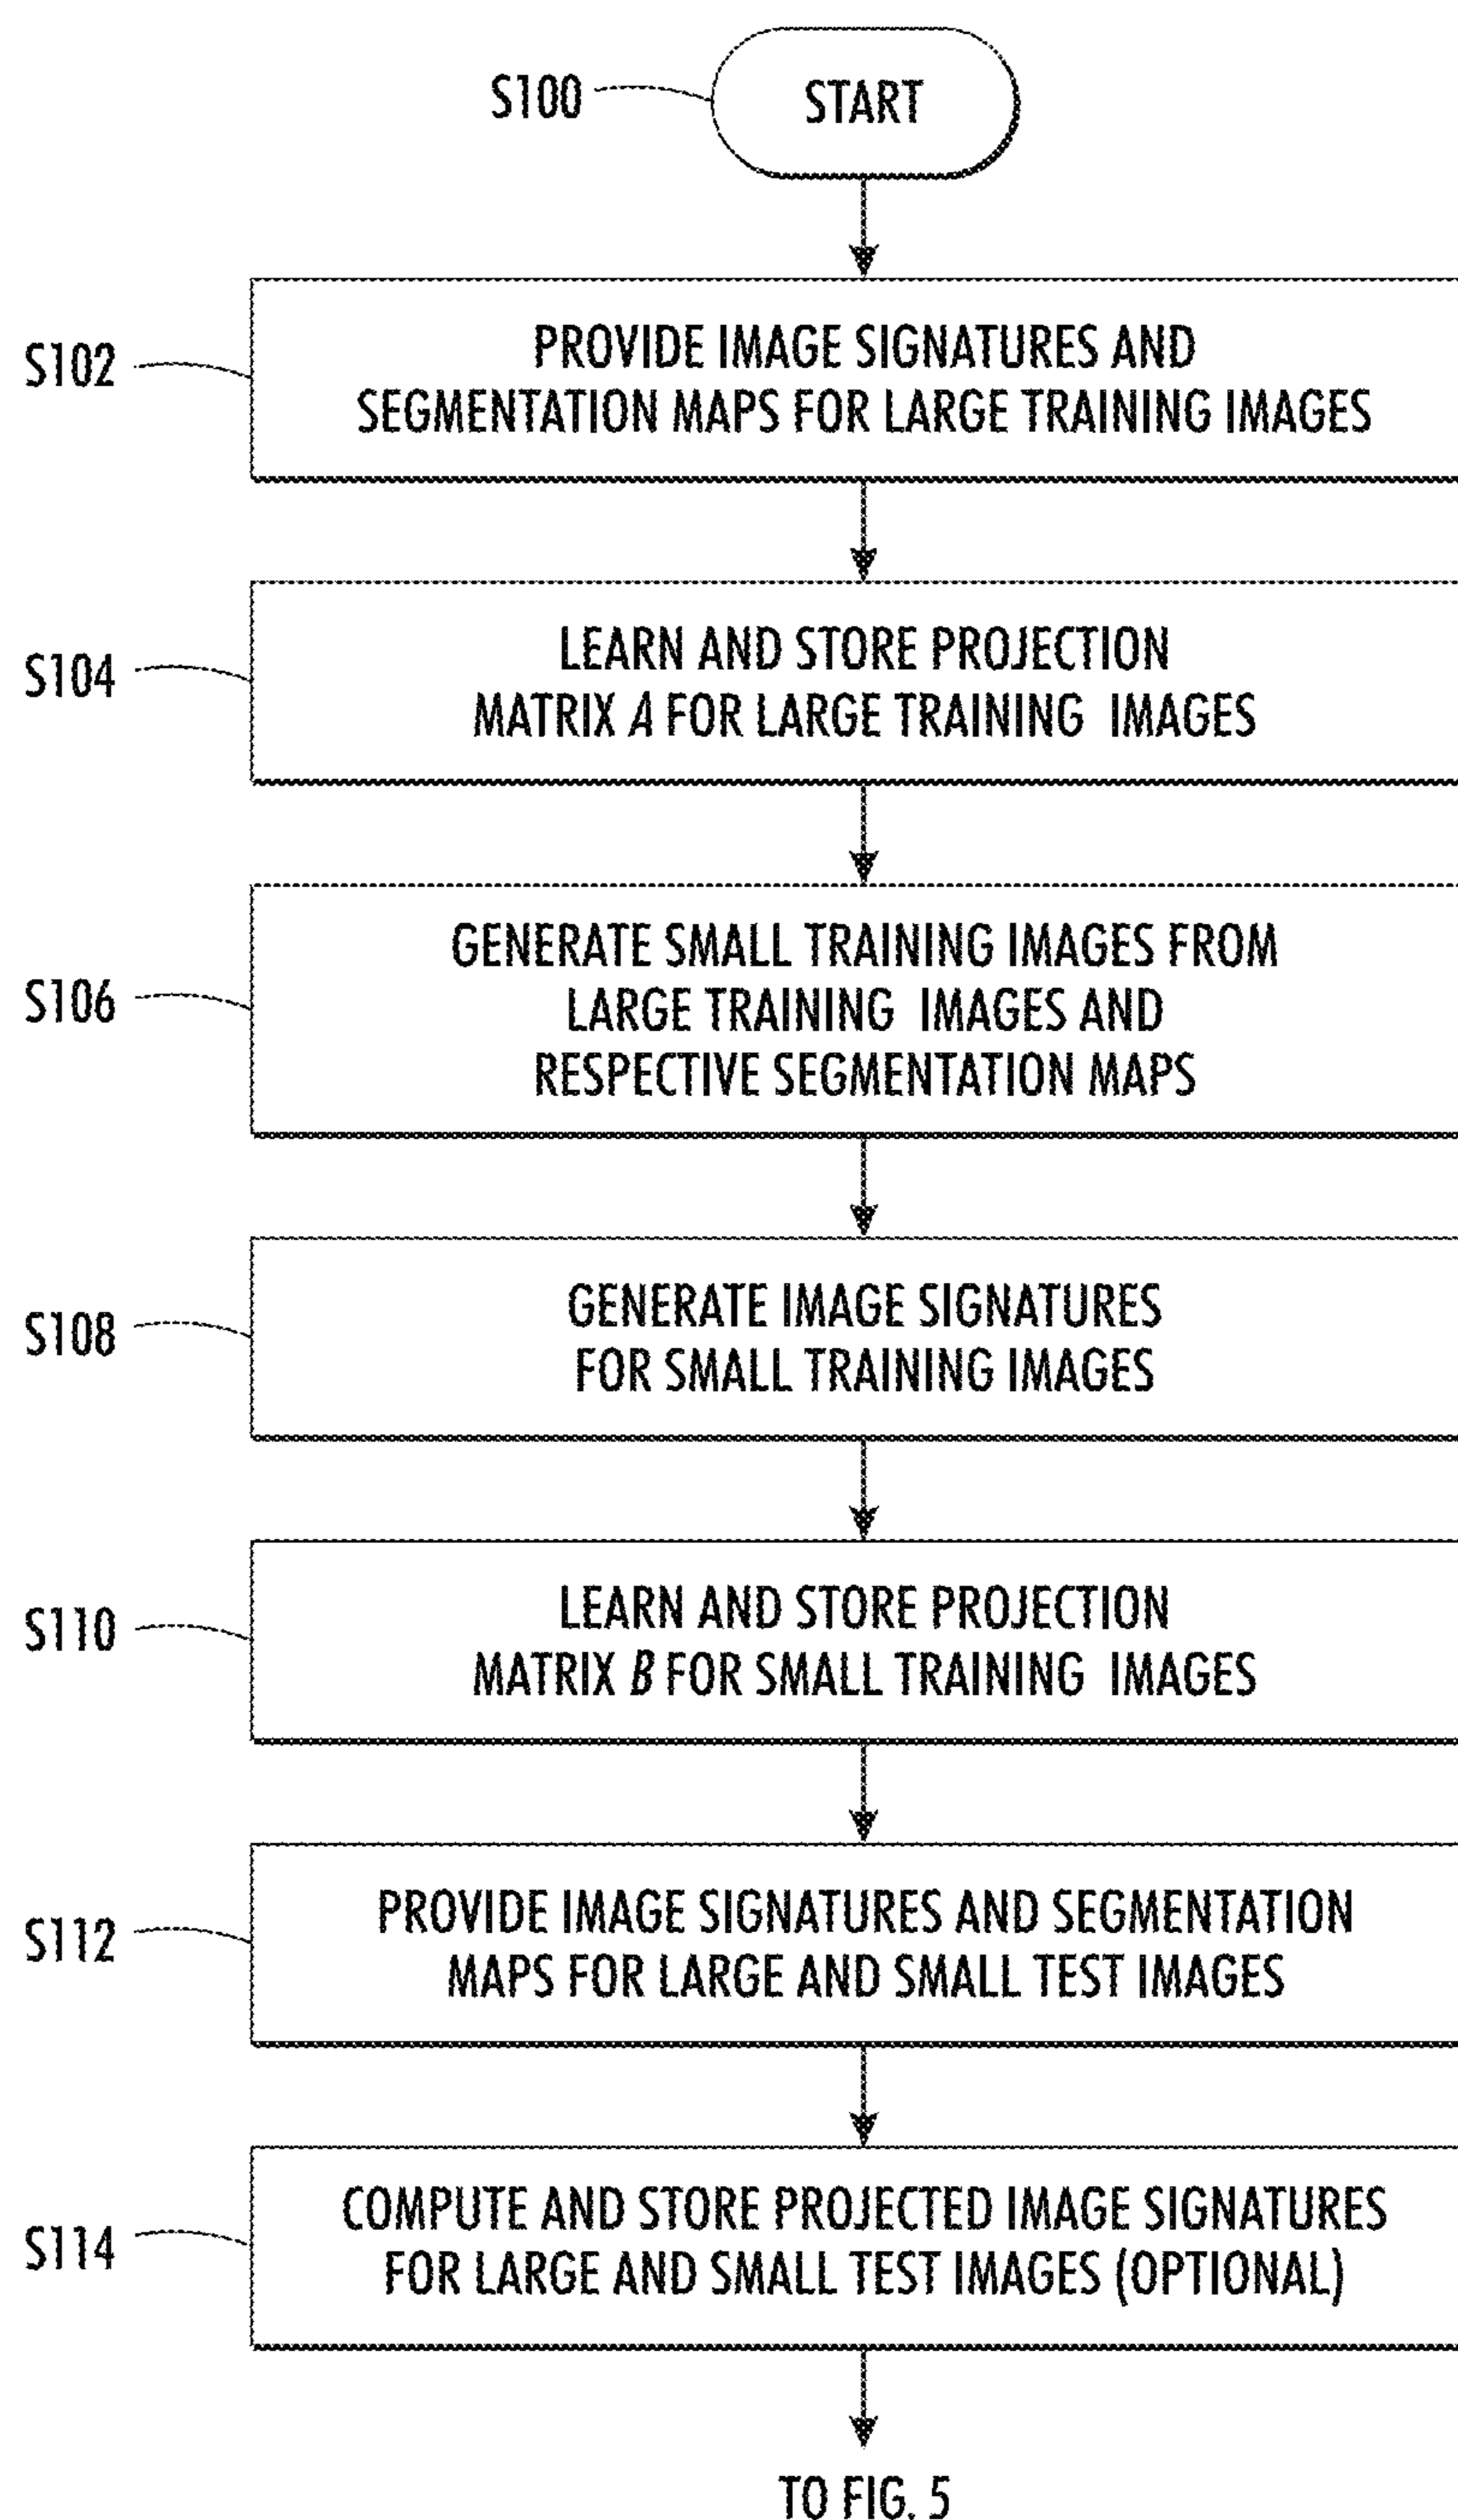 S100
START
S102
PROVIDE IMAGE SIGNATURES AND
SEGMENTATION MAPS FOR LARGE TRAINING IMAGES
S104
LEARN AND STORE PROJECTION
MATRIX A FOR LARGE TRAINING IMAGES
S106
GENERATE SMALL TRAINING IMAGES FROM
LARGE TRAINING IMAGES AND
RESPECTIVE SEGMENTATION MAPS
S108
GENERATE IMAGE SIGNATURES
FOR SMALL TRAINING IMAGES
S110
LEARN AND STORE PROJECTION
MATRIX B FOR SMALL TRAINING IMAGES
S112
PROVIDE IMAGE SIGNATURES AND SEGMENTATION
MAPS FOR LARGE AND SMALL TEST IMAGES
S114
COMPUTE AND STORE PROJECTED IMAGE SIGNATURES
FOR LARGE AND SMALL TEST IMAGES (OPTIONAL)
TO FIG. 5